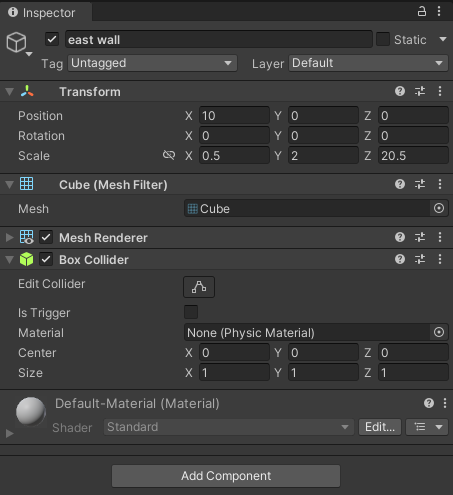 Inspector
east wall Static
Tag Untagged Layer Default
Transform
Position X 10 Y 0 Z 0
Rotation X 0 Y 0 Z 0
Scale X 0.5 Y 2 Z 20.5
Cube (Mesh Filter)
Mesh Cube
Mesh Renderer
Box Collider
Edit Collider
Is Trigger
Material None (Physic Material)
Center X 0 Y 0 Z 0
Size X 1 Y 1 Z 1
Default-Material (Material)
Shader Standard Edit...
Add Component